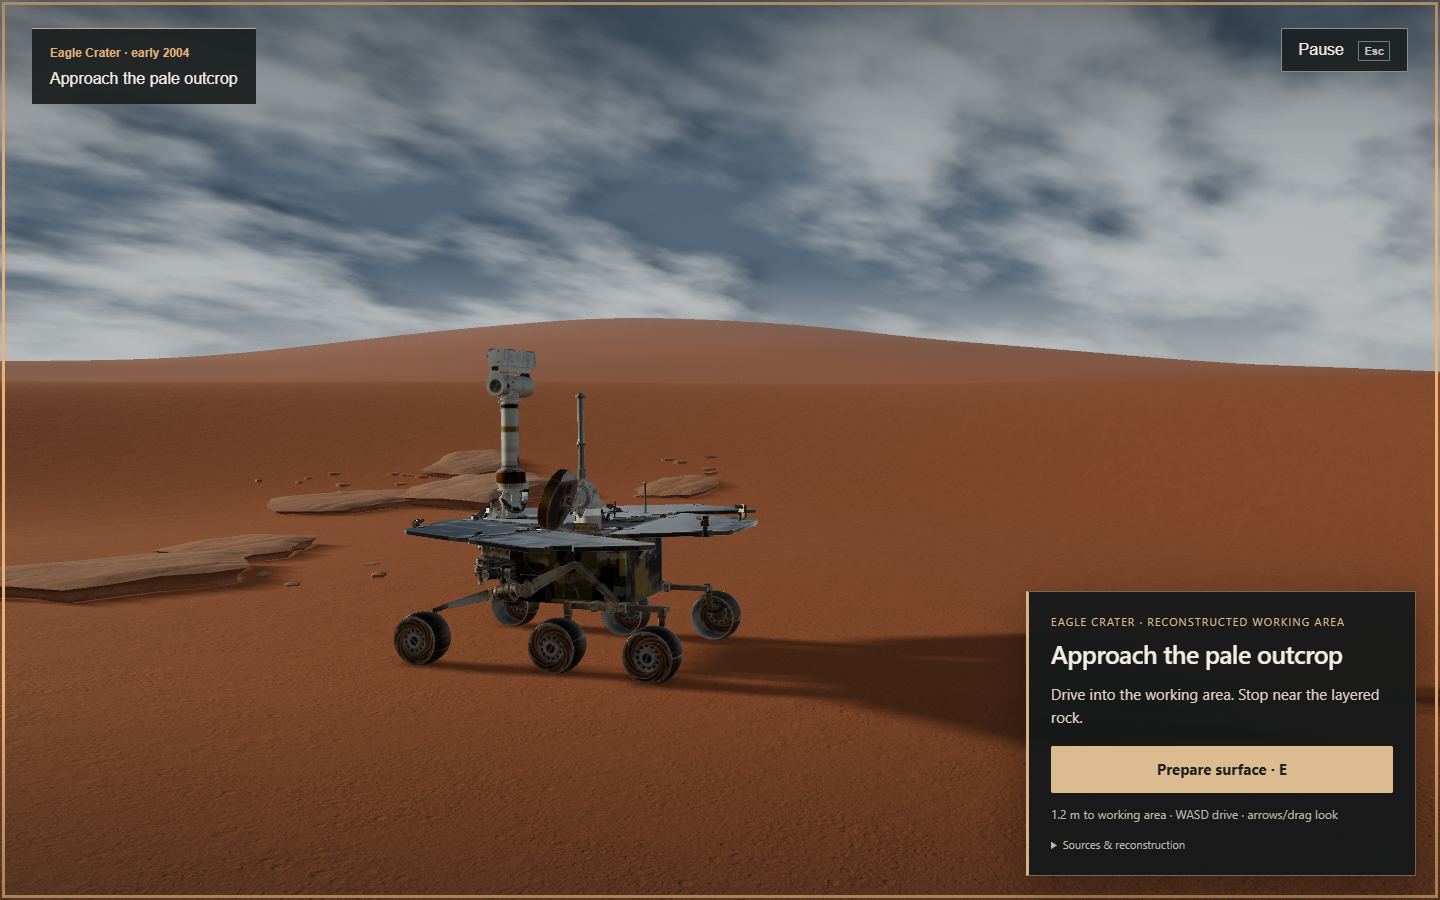 Eagle Crater · early 2004
Approach the pale outcrop
Pause Esc
EAGLE CRATER · RECONSTRUCTED WORKING AREA
Approach the pale outcrop
Drive into the working area. Stop near the layered
rock.
Prepare surface · E
1.2 m to working area · WASD drive · arrows/drag look
Sources & reconstruction